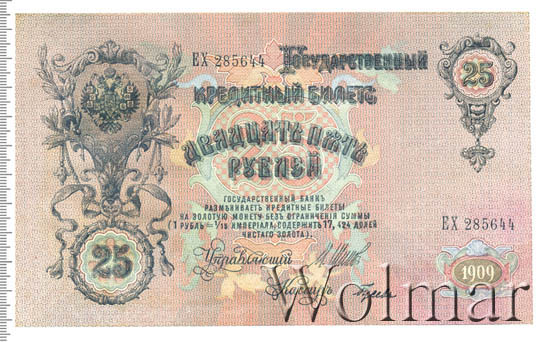 ЕХ 285644 Государственный
25
Кредитный билетъ
Двадцать пять
рублей
Государственный банкъ
размѣниваетъ кредитные билеты
на золотую монету безъ ограниченія суммы
(1 рубль = 1/15 имперіала, содержитъ 17,424 долей
чистаго золота).
ЕХ 285644
Управляющій
25
1909
Кассиръ
Wolmar